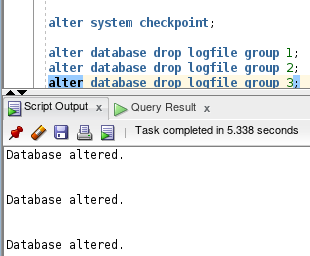 alter system checkpoint;
alter database drop logfile group 1;
alter database drop logfile group 2;
alter database drop logfile group 3;
Script Output x Query Result x
Task completed in 5.338 seconds
Database altered.
Database altered.
Database altered.